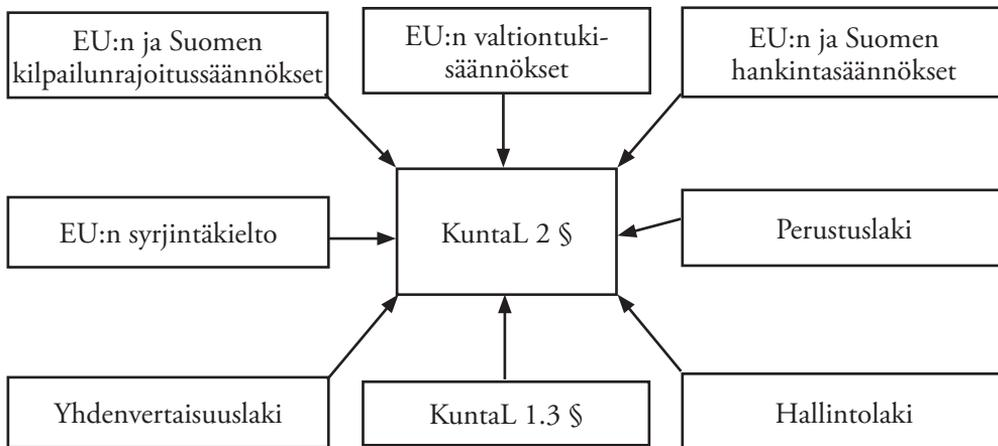 EU:n ja Suomen
kilpailunrajoitussäännökset
EU:n valtiontuki-
säännökset
EU:n ja Suomen
hankintasäännökset
EU:n syrjintäkielto
KuntaL 2 §
Perustuslaki
Yhdenvertaisuuslaki
KuntaL 1.3 §
Hallintolaki